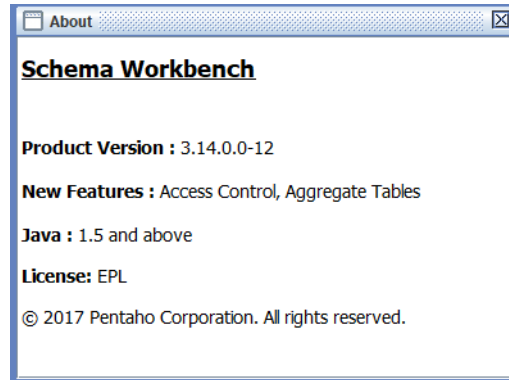 About
Schema Workbench
Product Version : 3.14.0.0-12
New Features : Access Control, Aggregate Tables
Java : 1.5 and above
License: EPL
© 2017 Pentaho Corporation. All rights reserved.